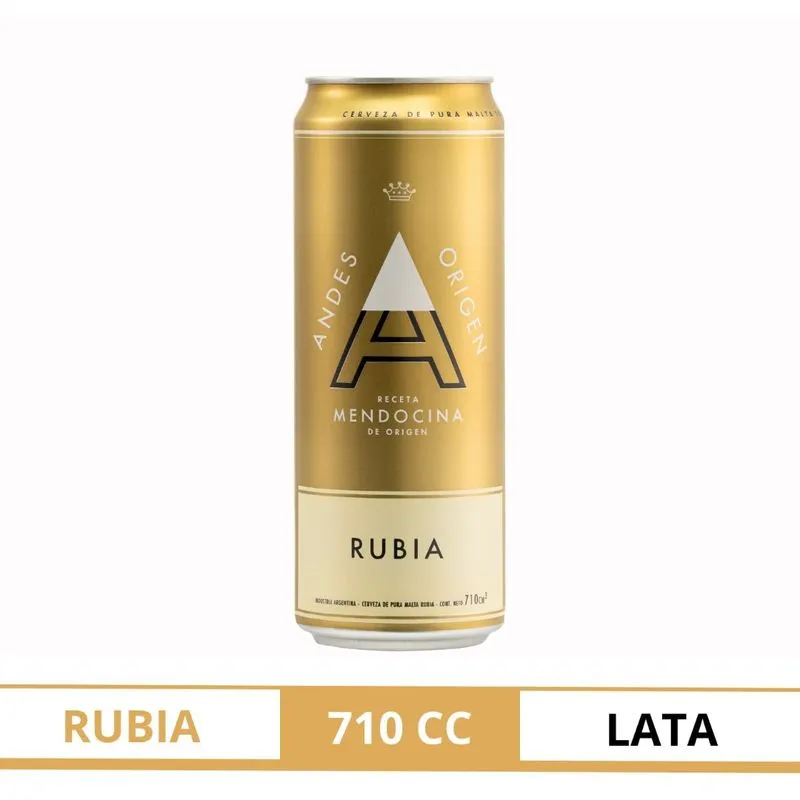 CERVEZA DE PURA MALTA
ANDES ORIGEN
RECETA
MENDOCINA
DE ORIGEN
RUBIA
INDUSTRIA ARGENTINA - CERVEZA DE PURA MALTA RUBIA - CONT. NETO 710CM³
RUBIA
710 CC
LATA